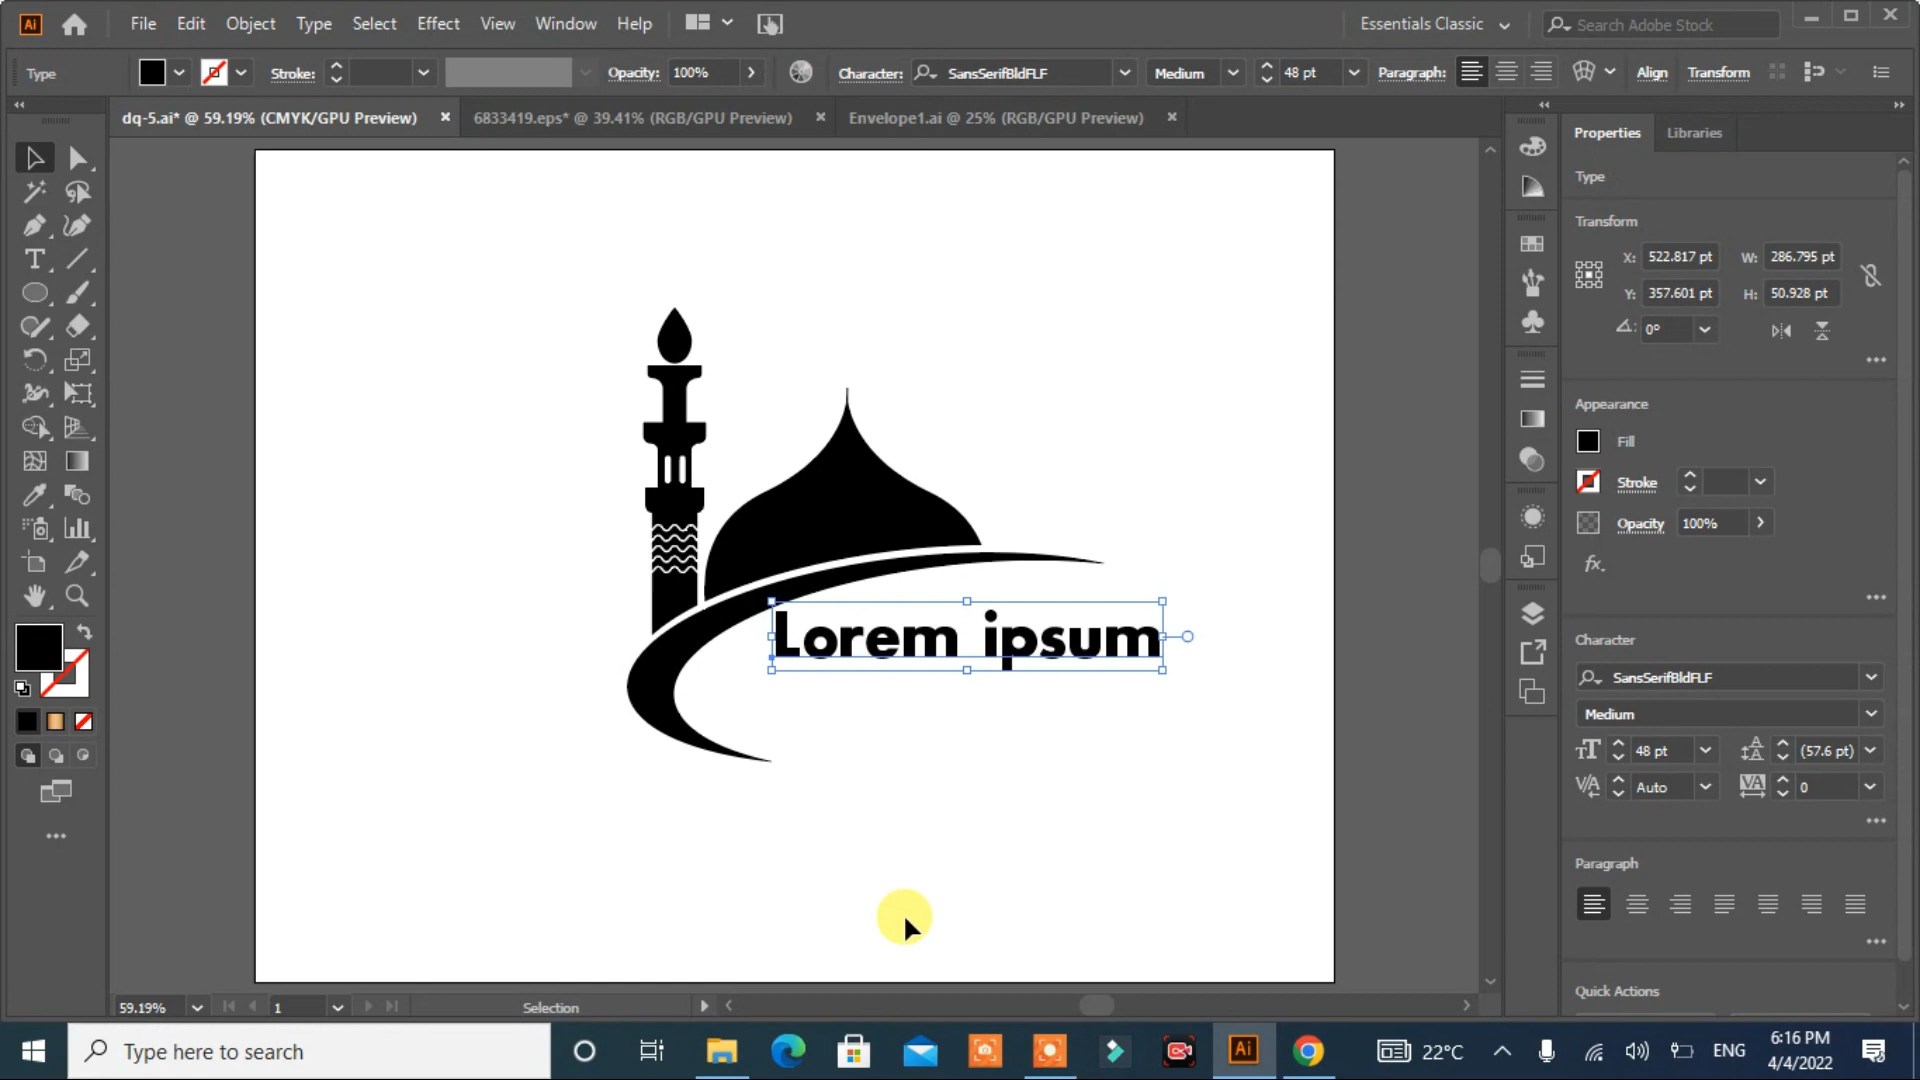 Ai File Edit Object Type Select Effect View Window Help Essentials Classic Search Adobe Stock
Type Stroke: Opacity: 100% Character: SansSerifBldFLF Medium 48 pt Paragraph: Align Transform
dq-5.ai* @ 59.19% (CMYK/GPU Preview) 6833419.eps* @ 39.41% (RGB/GPU Preview) Envelope1.ai @ 25% (RGB/GPU Preview)
Properties Libraries
Type
Transform
X: 522.817 pt W: 286.795 pt
Y: 357.601 pt H: 50.928 pt
0°
Appearance
Fill
Stroke
Opacity 100%
fx.
Character
SansSerifBldFLF
Medium
48 pt (57.6 pt)
Auto 0
Paragraph
Quick Actions
Lorem ipsum
59.19% 1 Selection
Type here to search Ai 22°C ENG 6:16 PM
4/4/2022